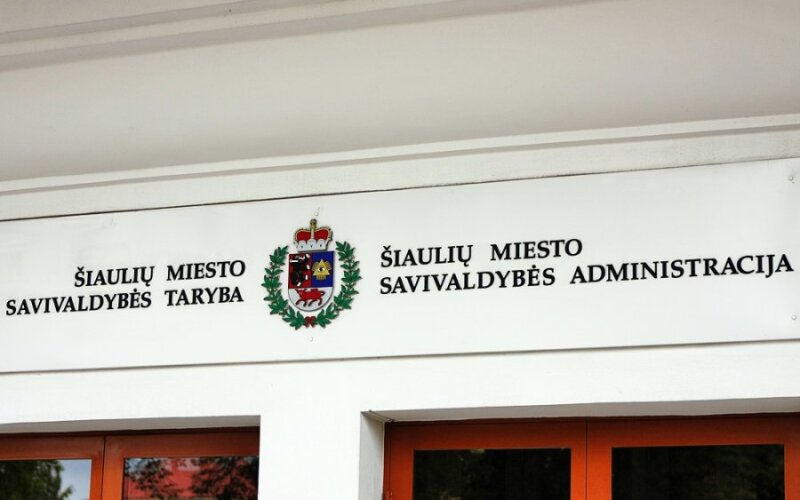 ŠIAULIŲ MIESTO
SAVIVALDYBĖS TARYBA
ŠIAULIŲ MIESTO
SAVIVALDYBĖS ADMINISTRACIJA